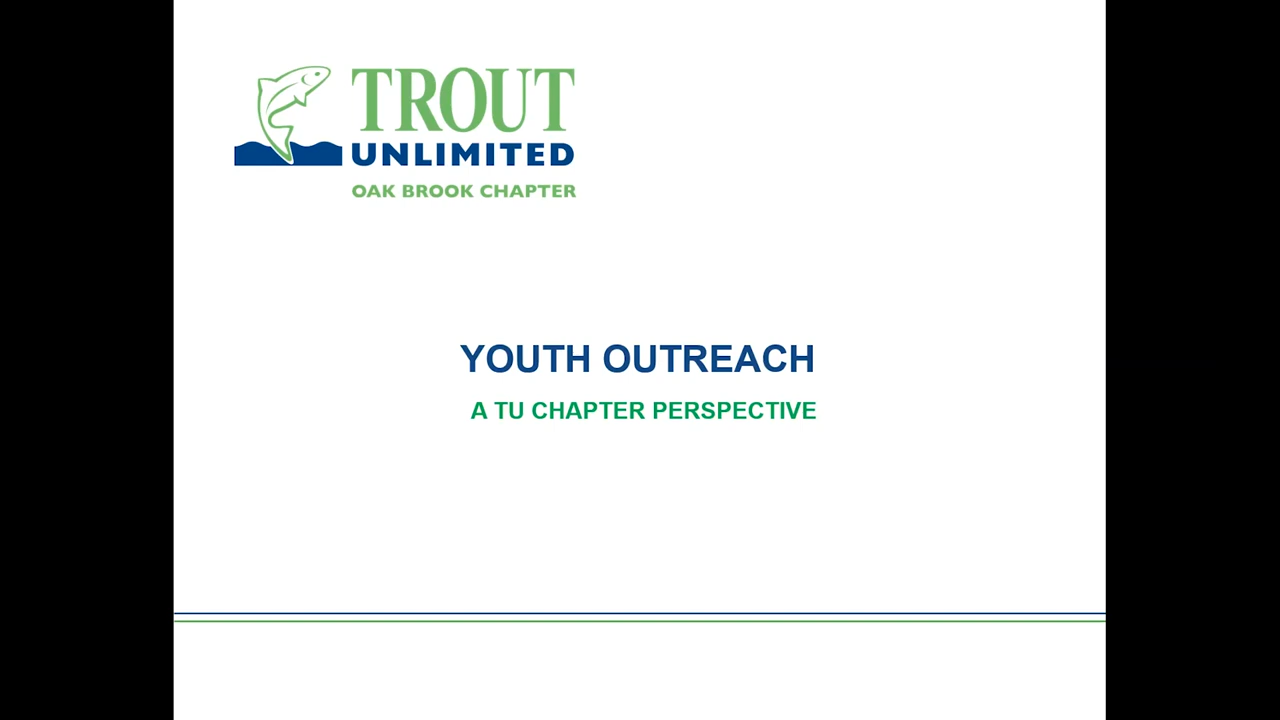 TROUT
UNLIMITED
OAK BROOK CHAPTER
YOUTH OUTREACH
A TU CHAPTER PERSPECTIVE